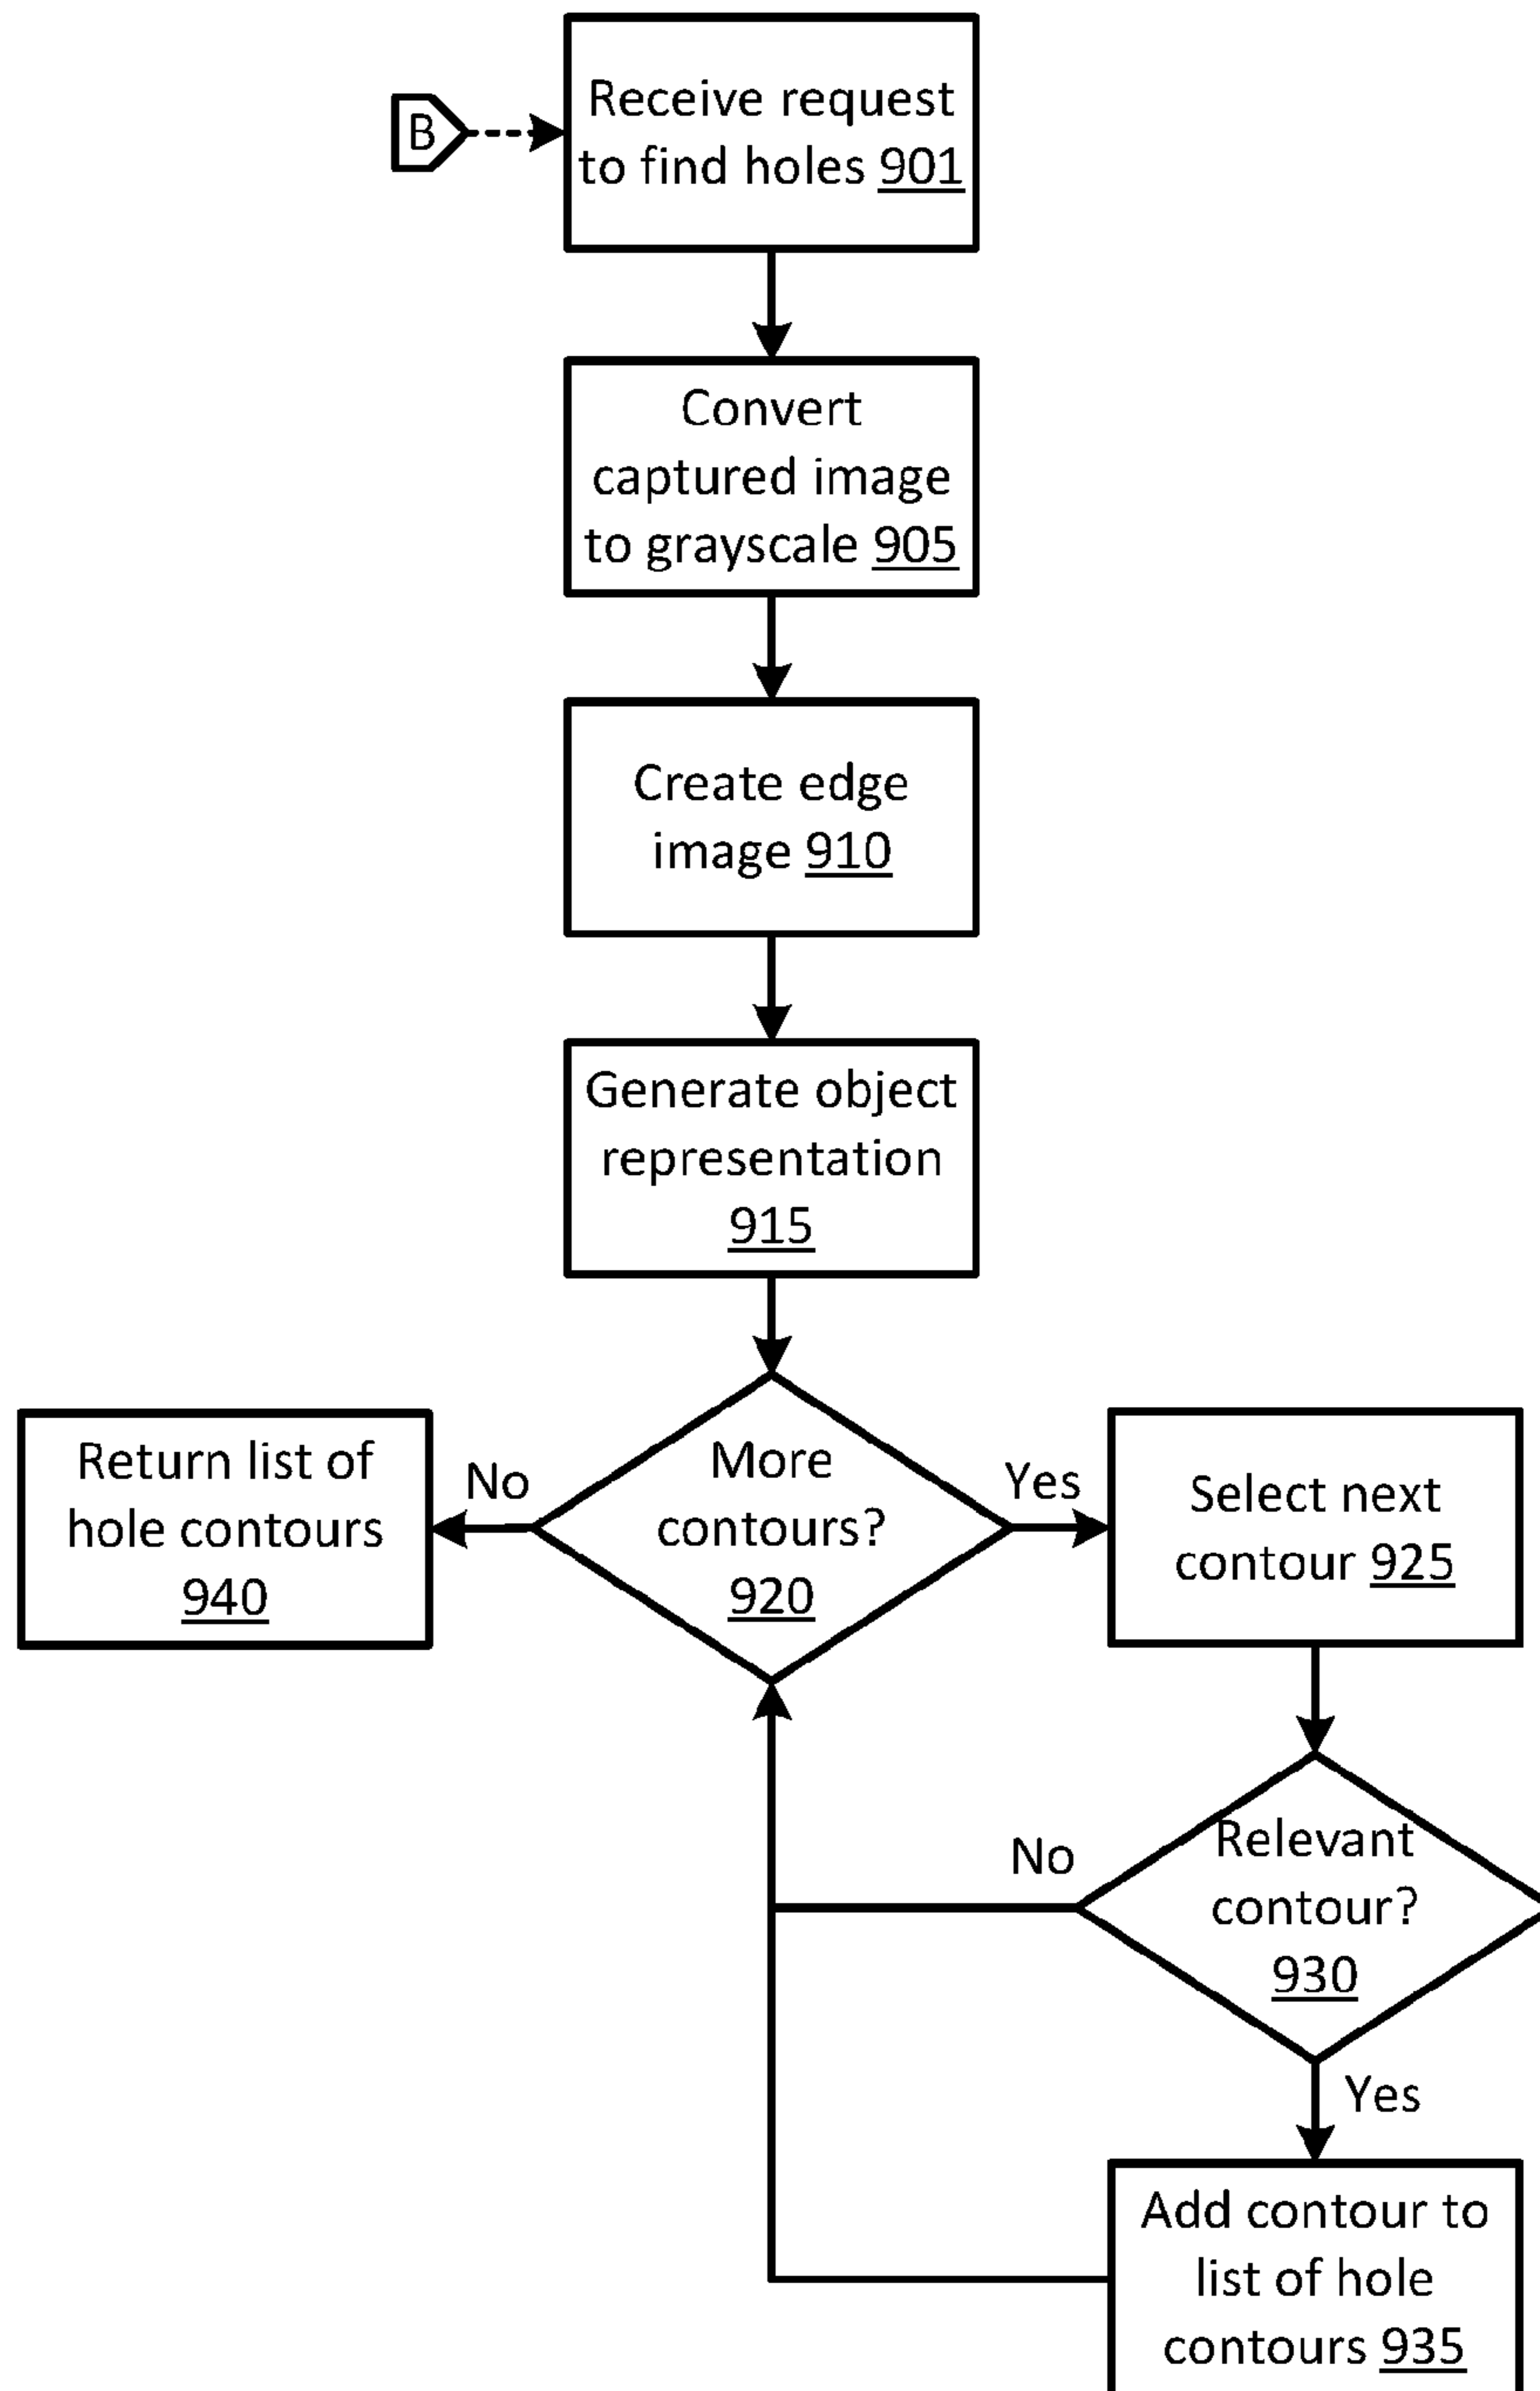 B
Receive request
to find holes 901
Convert
captured image
to grayscale 905
Create edge
image 910
Generate object
representation
915
Return list of
hole contours
940
No
More
contours?
920
Yes
Select next
contour 925
No
Relevant
contour?
930
Yes
Add contour to
list of hole
contours 935